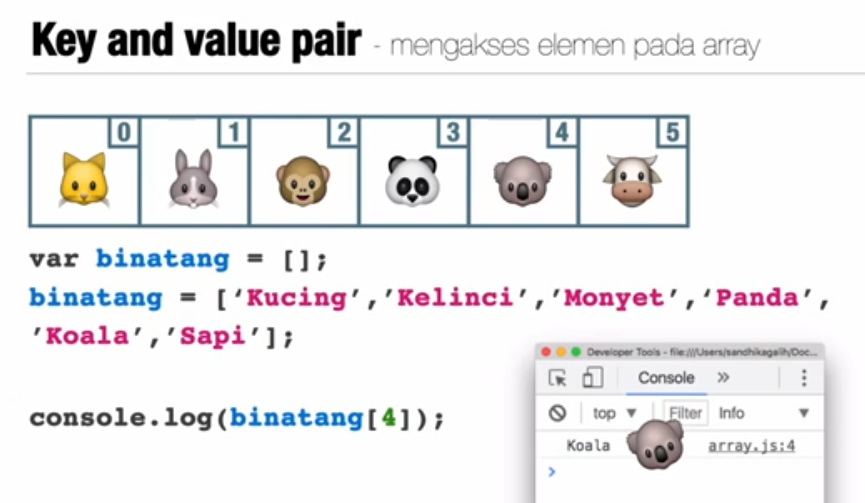 Key and value pair - mengakses elemen pada array
0 1 2 3 4 5
var binatang = [];
binatang = [‘Kucing’,’Kelinci’,’Monyet’,‘Panda’,
’Koala’,’Sapi’];
console.log(binatang[4]);
Developer Tools - file:///Users/sandhikagalih/Doc...
Console »
top ▼ Filter Info ▼
Koala array.js:4
›